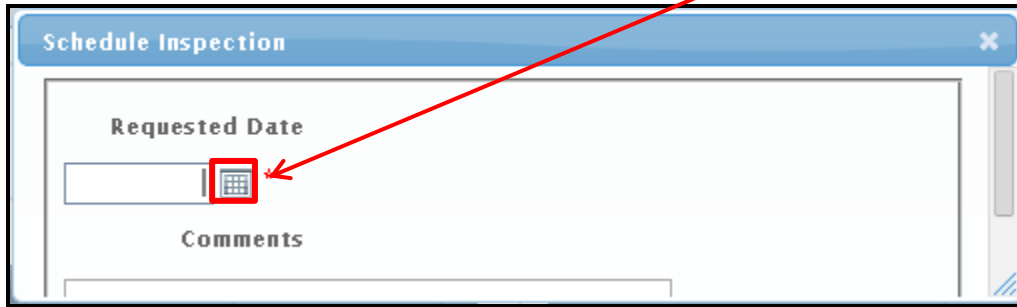 Schedule Inspection
Requested Date
*
Comments